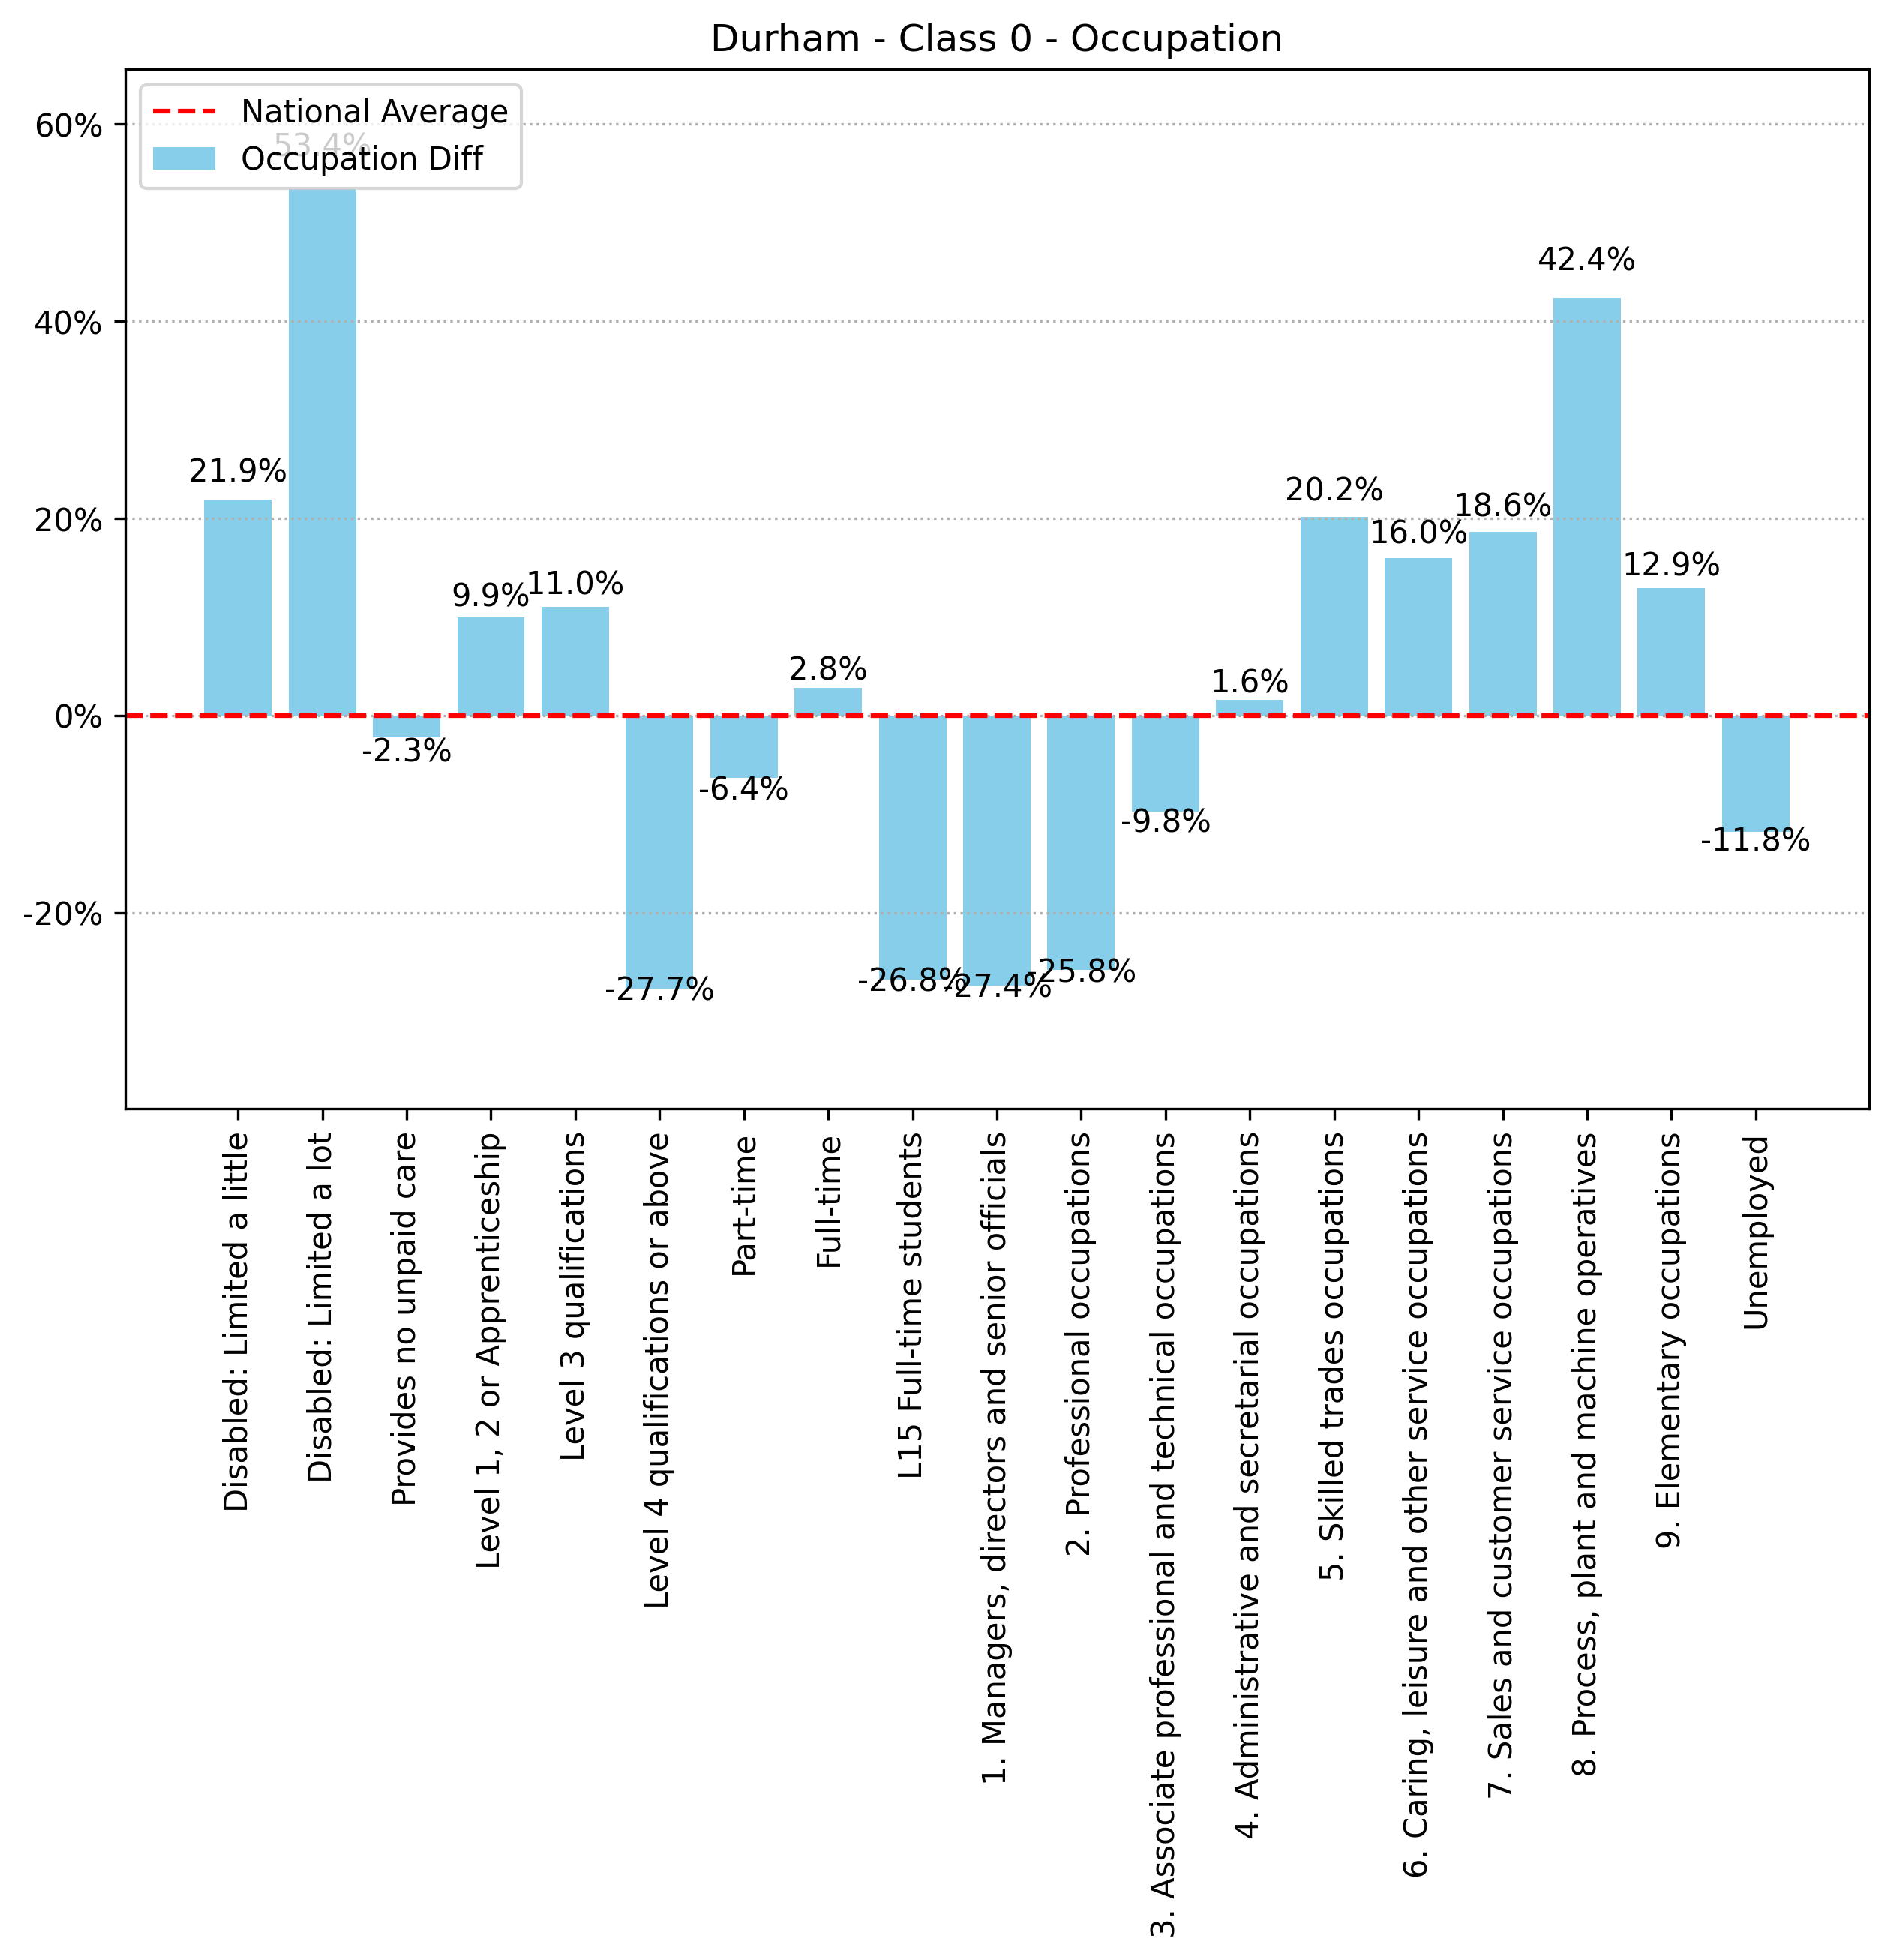 Durham - Class 0 - Occupation
National Average
Occupation Diff
60%
40%
20%
0%
-20%
21.9%
53.4%
-2.3%
9.9%
11.0%
-27.7%
-6.4%
2.8%
-26.8%
-27.4%
-25.8%
-9.8%
1.6%
20.2%
16.0%
18.6%
42.4%
12.9%
-11.8%
Disabled: Limited a little
Disabled: Limited a lot
Provides no unpaid care
Level 1, 2 or Apprenticeship
Level 3 qualifications
Level 4 qualifications or above
Part-time
Full-time
L15 Full-time students
1. Managers, directors and senior officials
2. Professional occupations
3. Associate professional and technical occupations
4. Administrative and secretarial occupations
5. Skilled trades occupations
6. Caring, leisure and other service occupations
7. Sales and customer service occupations
8. Process, plant and machine operatives
9. Elementary occupations
Unemployed